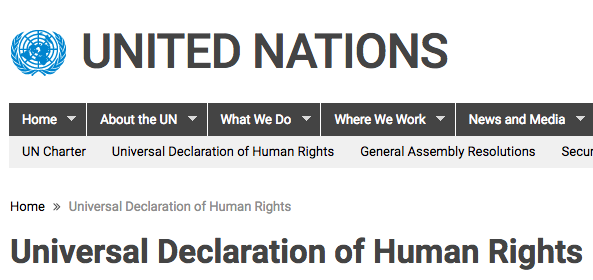 UNITED NATIONS
Home About the UN What We Do Where We Work News and Media
UN Charter Universal Declaration of Human Rights General Assembly Resolutions Secur
Home » Universal Declaration of Human Rights
Universal Declaration of Human Rights